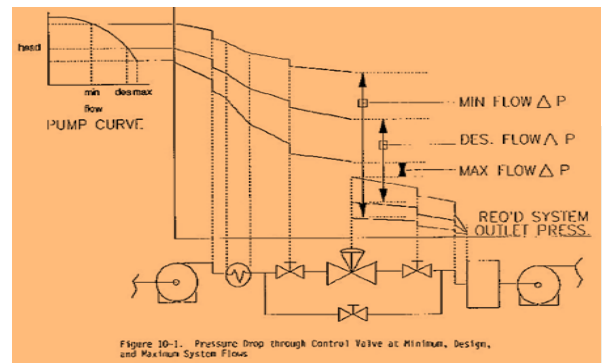 head
min
des max
flow
PUMP CURVE
MIN FLOW △ P
DES. FLOW △ P
MAX FLOW △ P
REQ'D SYSTEM
OUTLET PRESS.
Figure 10-1. Pressure Drop through Control Valve at Minimum, Design,
and Maximum System Flows